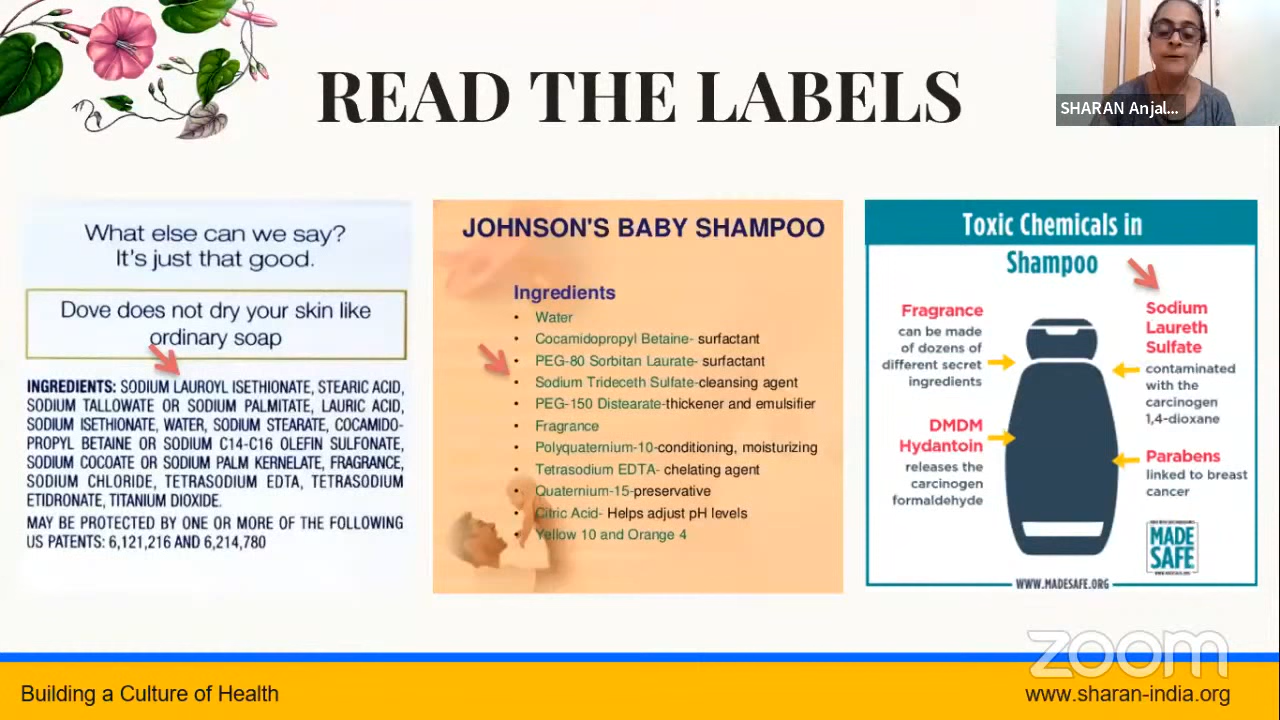 READ THE LABELS
SHARAN Anjal...
What else can we say?
It's just that good.
Dove does not dry your skin like
ordinary soap
INGREDIENTS: SODIUM LAUROYL ISETHIONATE, STEARIC ACID,
SODIUM TALLOWATE OR SODIUM PALMITATE, LAURIC ACID,
SODIUM ISETHIONATE, WATER, SODIUM STEARATE, COCAMIDO-
PROPYL BETAINE OR SODIUM C14-C16 OLEFIN SULFONATE,
SODIUM COCOATE OR SODIUM PALM KERNELATE, FRAGRANCE,
SODIUM CHLORIDE, TETRASODIUM EDTA, TETRASODIUM
ETIDRONATE, TITANIUM DIOXIDE.
MAY BE PROTECTED BY ONE OR MORE OF THE FOLLOWING
US PATENTS: 6,121,216 AND 6,214,780
JOHNSON'S BABY SHAMPOO
Ingredients
• Water
• Cocamidopropyl Betaine- surfactant
• PEG-80 Sorbitan Laurate- surfactant
• Sodium Trideceth Sulfate-cleansing agent
• PEG-150 Distearate-thickener and emulsifier
• Fragrance
• Polyquaternium-10-conditioning, moisturizing
• Tetrasodium EDTA- chelating agent
• Quaternium-15-preservative
• Citric Acid- Helps adjust pH levels
• Yellow 10 and Orange 4
Toxic Chemicals in
Shampoo
Fragrance
can be made
of dozens of
different secret
ingredients
DMDM
Hydantoin
releases the
carcinogen
formaldehyde
Sodium
Laureth
Sulfate
contaminated
with the
carcinogen
1,4-dioxane
Parabens
linked to breast
cancer
MADE
SAFE
WWW.MADESAFE.ORG
zoom
Building a Culture of Health
www.sharan-india.org